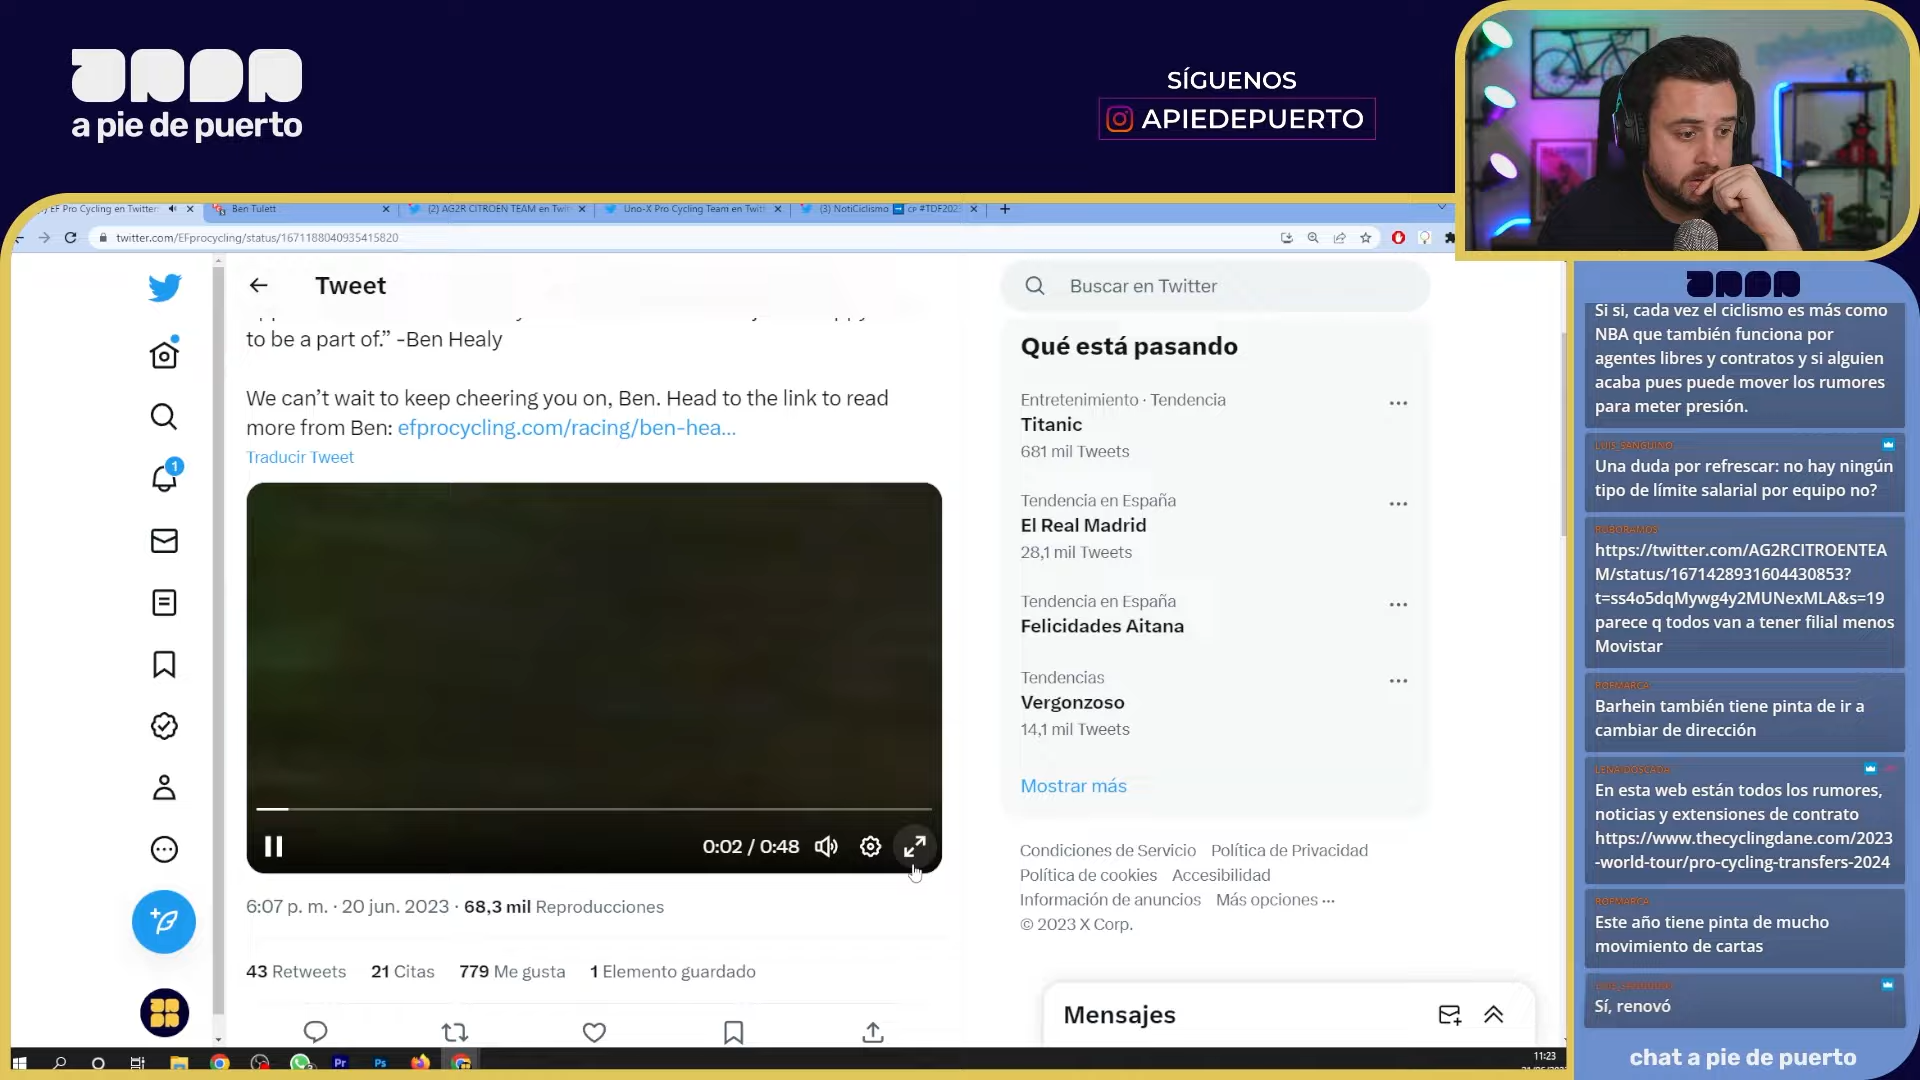 a pie de puerto
SÍGUENOS
APIEDEPUERTO
EF Pro Cycling en Twitter:
Ben Tulett
(2) AG2R CITROËN TEAM en Twit
Uno-X Pro Cycling Team en Twitt
(3) NotiCiclismo ➡️ CP #TDF2023
twitter.com/EFprocycling/status/1671188040935415820
Tweet
to be a part of.” -Ben Healy
We can’t wait to keep cheering you on, Ben. Head to the link to read
more from Ben: efprocycling.com/racing/ben-hea...
Traducir Tweet
0:02 / 0:48
6:07 p. m. · 20 jun. 2023 · 68,3 mil Reproducciones
43 Retweets 21 Citas 779 Me gusta 1 Elemento guardado
1
Buscar en Twitter
Qué está pasando
Entretenimiento · Tendencia
Titanic
681 mil Tweets
Tendencia en España
El Real Madrid
28,1 mil Tweets
Tendencia en España
Felicidades Aitana
Tendencias
Vergonzoso
14,1 mil Tweets
Mostrar más
Condiciones de Servicio Política de Privacidad
Política de cookies Accesibilidad
Información de anuncios Más opciones ···
© 2023 X Corp.
Mensajes
11:23
Si si, cada vez el ciclismo es más como
NBA que también funciona por
agentes libres y contratos y si alguien
acaba pues puede mover los rumores
para meter presión.
LUIS_SANGUINO
Una duda por refrescar: no hay ningún
tipo de límite salarial por equipo no?
https://twitter.com/AG2RCITROENTEA
M/status/1671428931604430853?
t=ss4o5dqMywg4y2MUNexMLA&s=19
parece q todos van a tener filial menos
Movistar
Barhein también tiene pinta de ir a
cambiar de dirección
En esta web están todos los rumores,
noticias y extensiones de contrato
https://www.thecyclingdane.com/2023
-world-tour/pro-cycling-transfers-2024
Este año tiene pinta de mucho
movimiento de cartas
Sí, renovó
chat a pie de puerto